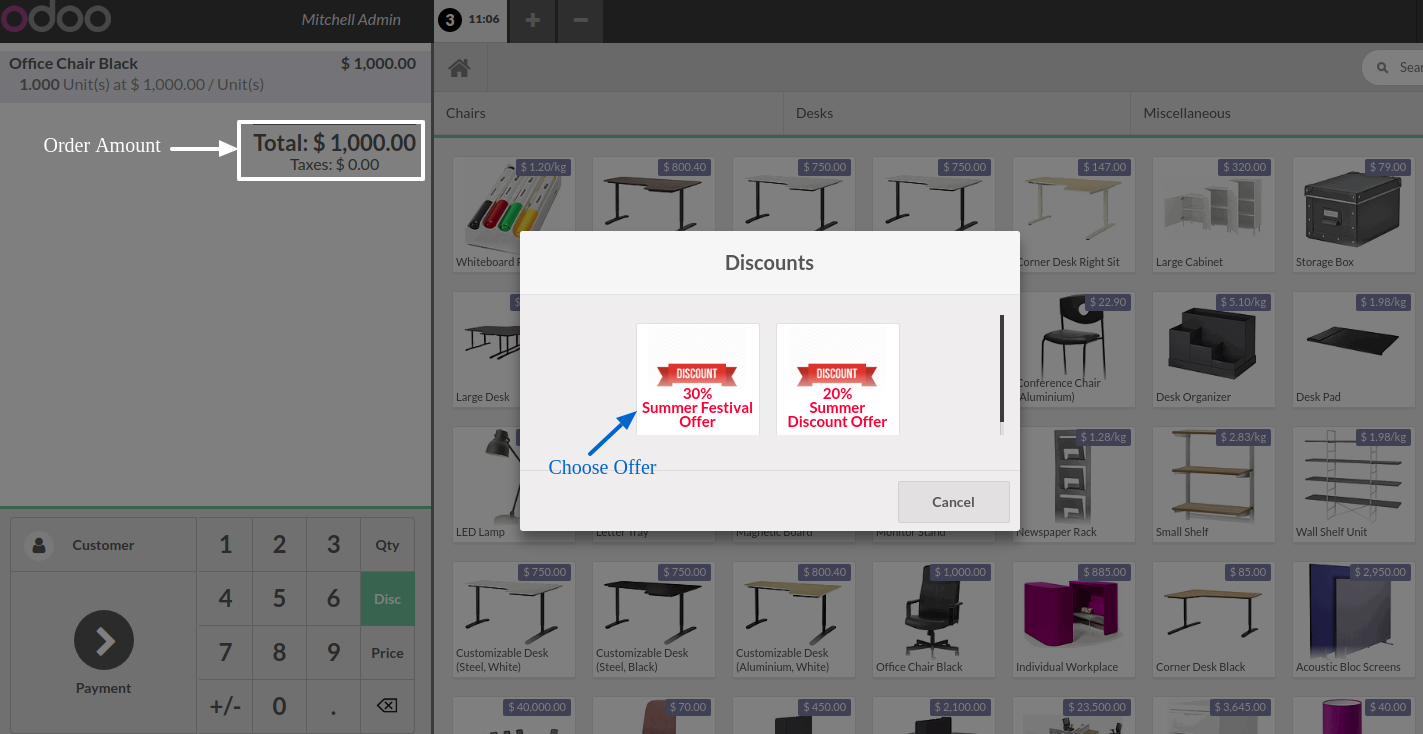 odoo
Mitchell Admin
3 11:06 + −
Office Chair Black $ 1,000.00
1.000 Unit(s) at $ 1,000.00 / Unit(s)
Order Amount
Total: $ 1,000.00
Taxes: $ 0.00
Chairs Desks Miscellaneous
$ 1.20/kg $ 800.40 $ 750.00 $ 750.00 $ 147.00 $ 320.00 $ 79.00
Whiteboard Corner Desk Right Sit Large Cabinet Storage Box
Discounts
$ 22.90 $ 5.10/kg $ 1.98/kg
DISCOUNT DISCOUNT
30%
Summer Festival
Offer
20%
Summer
Discount Offer
Large Desk Conference Chair
(Aluminium) Desk Organizer Desk Pad
Choose Offer
Cancel
$ 1.28/kg $ 2.83/kg $ 1.98/kg
LED Lamp Letter Tray Magnetic Board Monitor Stand Newspaper Rack Small Shelf Wall Shelf Unit
$ 750.00 $ 750.00 $ 800.40 $ 1,000.00 $ 885.00 $ 85.00 $ 2,950.00
Customizable Desk
(Steel, White)
Customizable Desk
(Steel, Black)
Customizable Desk
(Aluminium, White)
Office Chair Black Individual Workplace Corner Desk Black Acoustic Bloc Screens
$ 40,000.00 $ 70.00 $ 450.00 $ 2,100.00 $ 23,500.00 $ 3,645.00 $ 40.00
Customer
Payment
1 2 3 Qty
4 5 6 Disc
7 8 9 Price
+/- 0 .